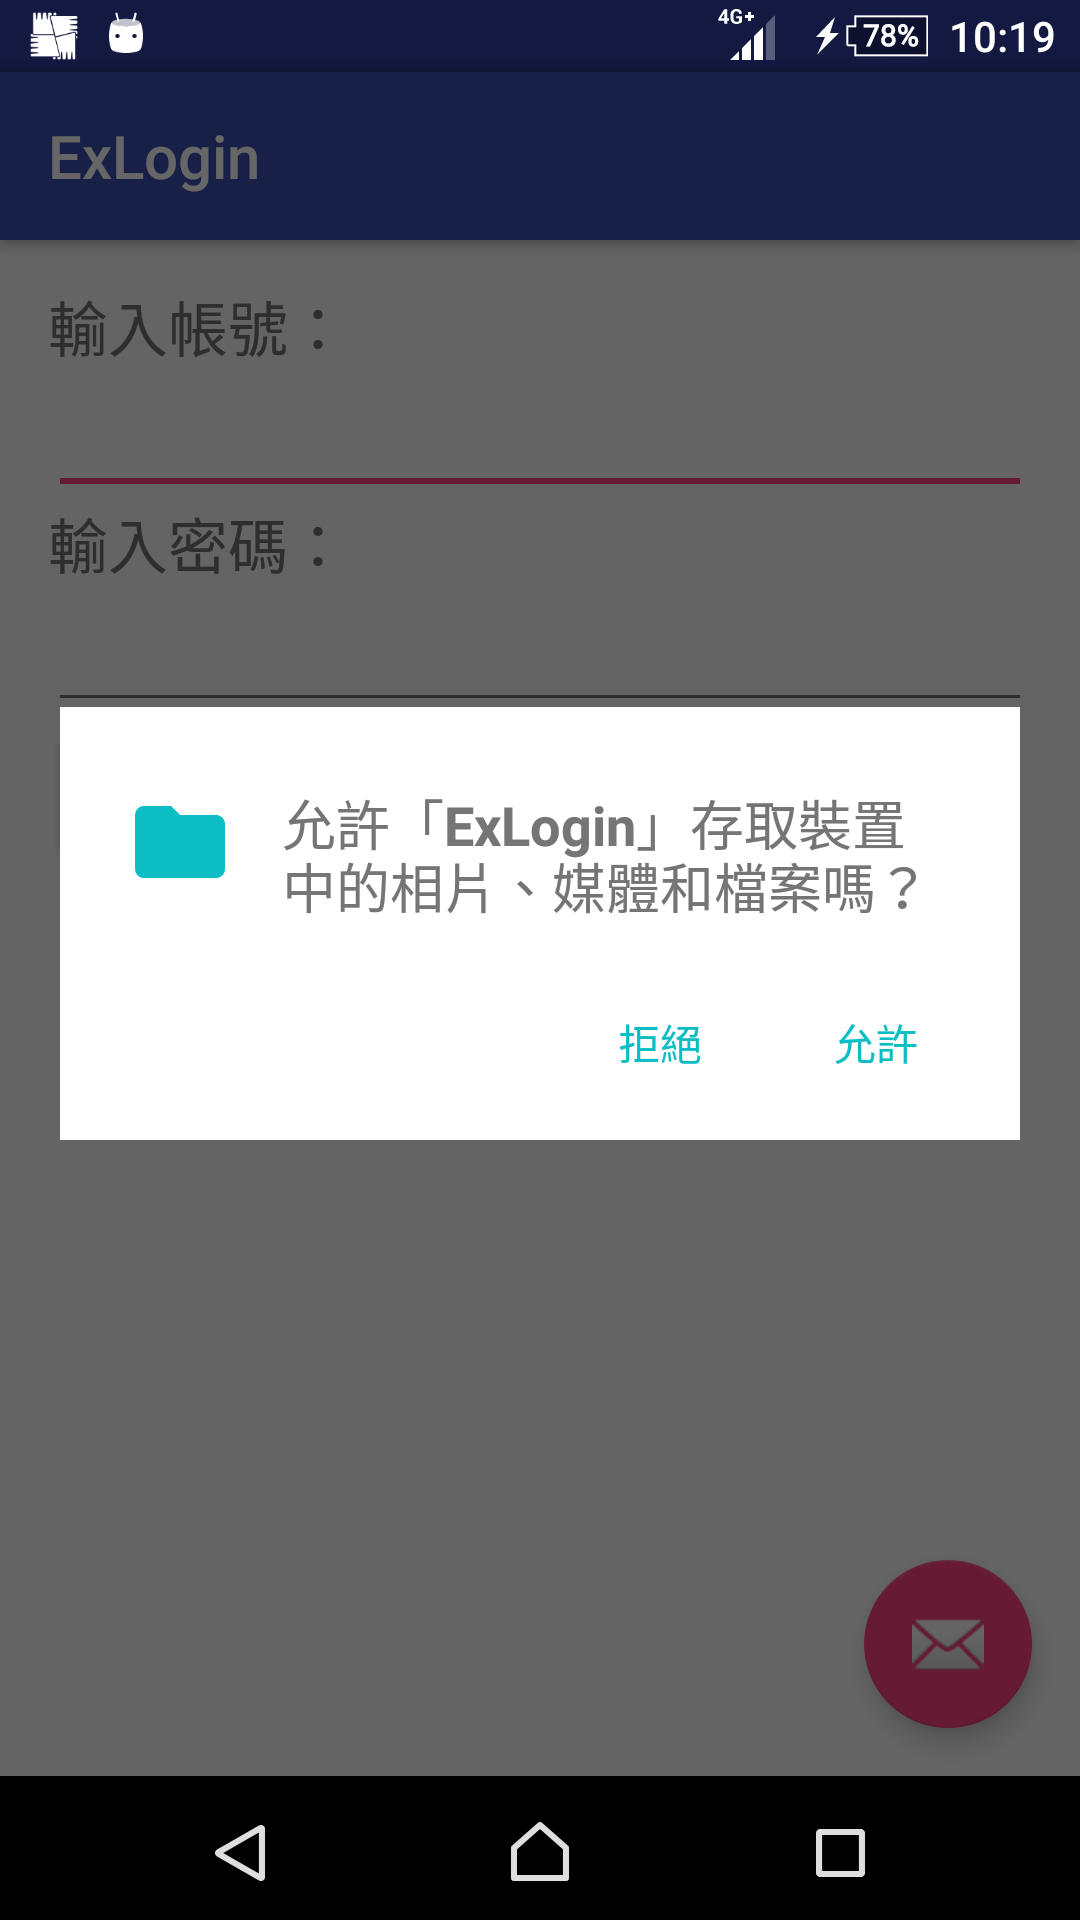 4G+ 78% 10:19
ExLogin
輸入帳號：
輸入密碼：
允許「ExLogin」存取裝置
中的相片、媒體和檔案嗎？
拒絕 允許